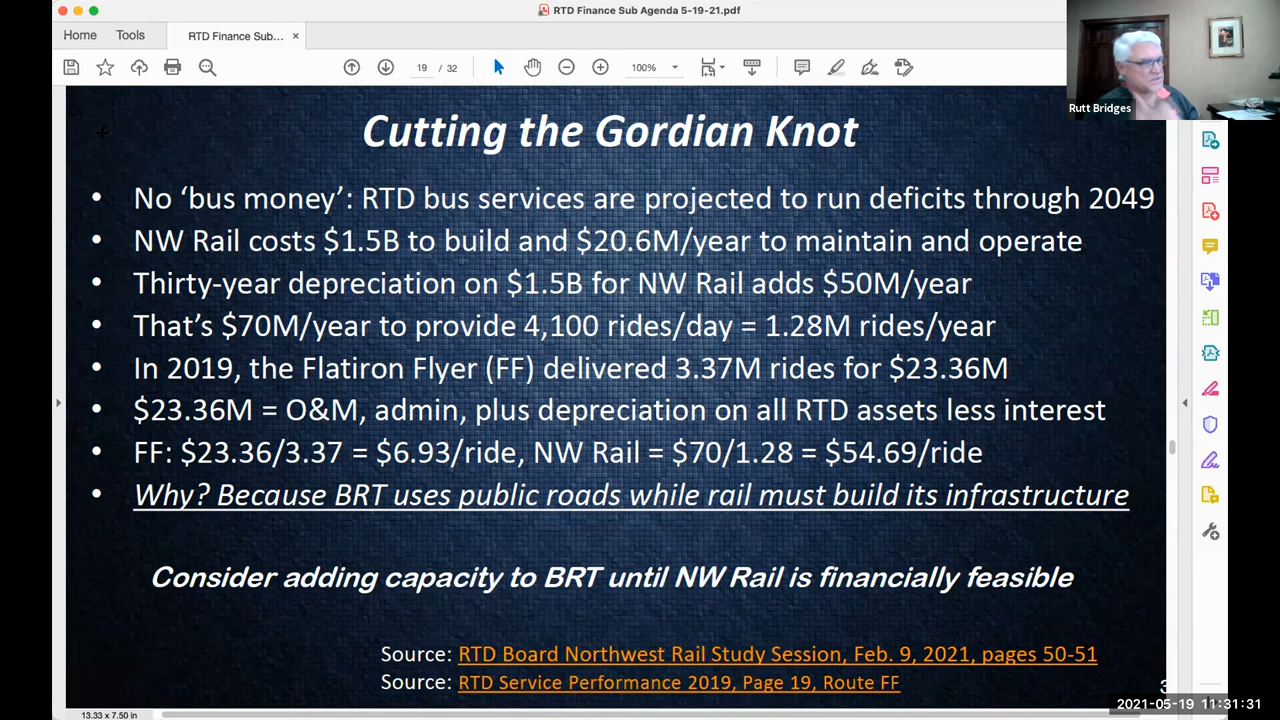 RTD Finance Sub Agenda 5-19-21.pdf
Home Tools RTD Finance Sub... ×
19 / 32 100%
Rutt Bridges
Cutting the Gordian Knot
• No ‘bus money’: RTD bus services are projected to run deficits through 2049
• NW Rail costs $1.5B to build and $20.6M/year to maintain and operate
• Thirty-year depreciation on $1.5B for NW Rail adds $50M/year
• That’s $70M/year to provide 4,100 rides/day = 1.28M rides/year
• In 2019, the Flatiron Flyer (FF) delivered 3.37M rides for $23.36M
• $23.36M = O&M, admin, plus depreciation on all RTD assets less interest
• FF: $23.36/3.37 = $6.93/ride, NW Rail = $70/1.28 = $54.69/ride
• Why? Because BRT uses public roads while rail must build its infrastructure
Consider adding capacity to BRT until NW Rail is financially feasible
Source: RTD Board Northwest Rail Study Session, Feb. 9, 2021, pages 50-51
Source: RTD Service Performance 2019, Page 19, Route FF
2021-05-19 11:31:31
13.33 x 7.50 in